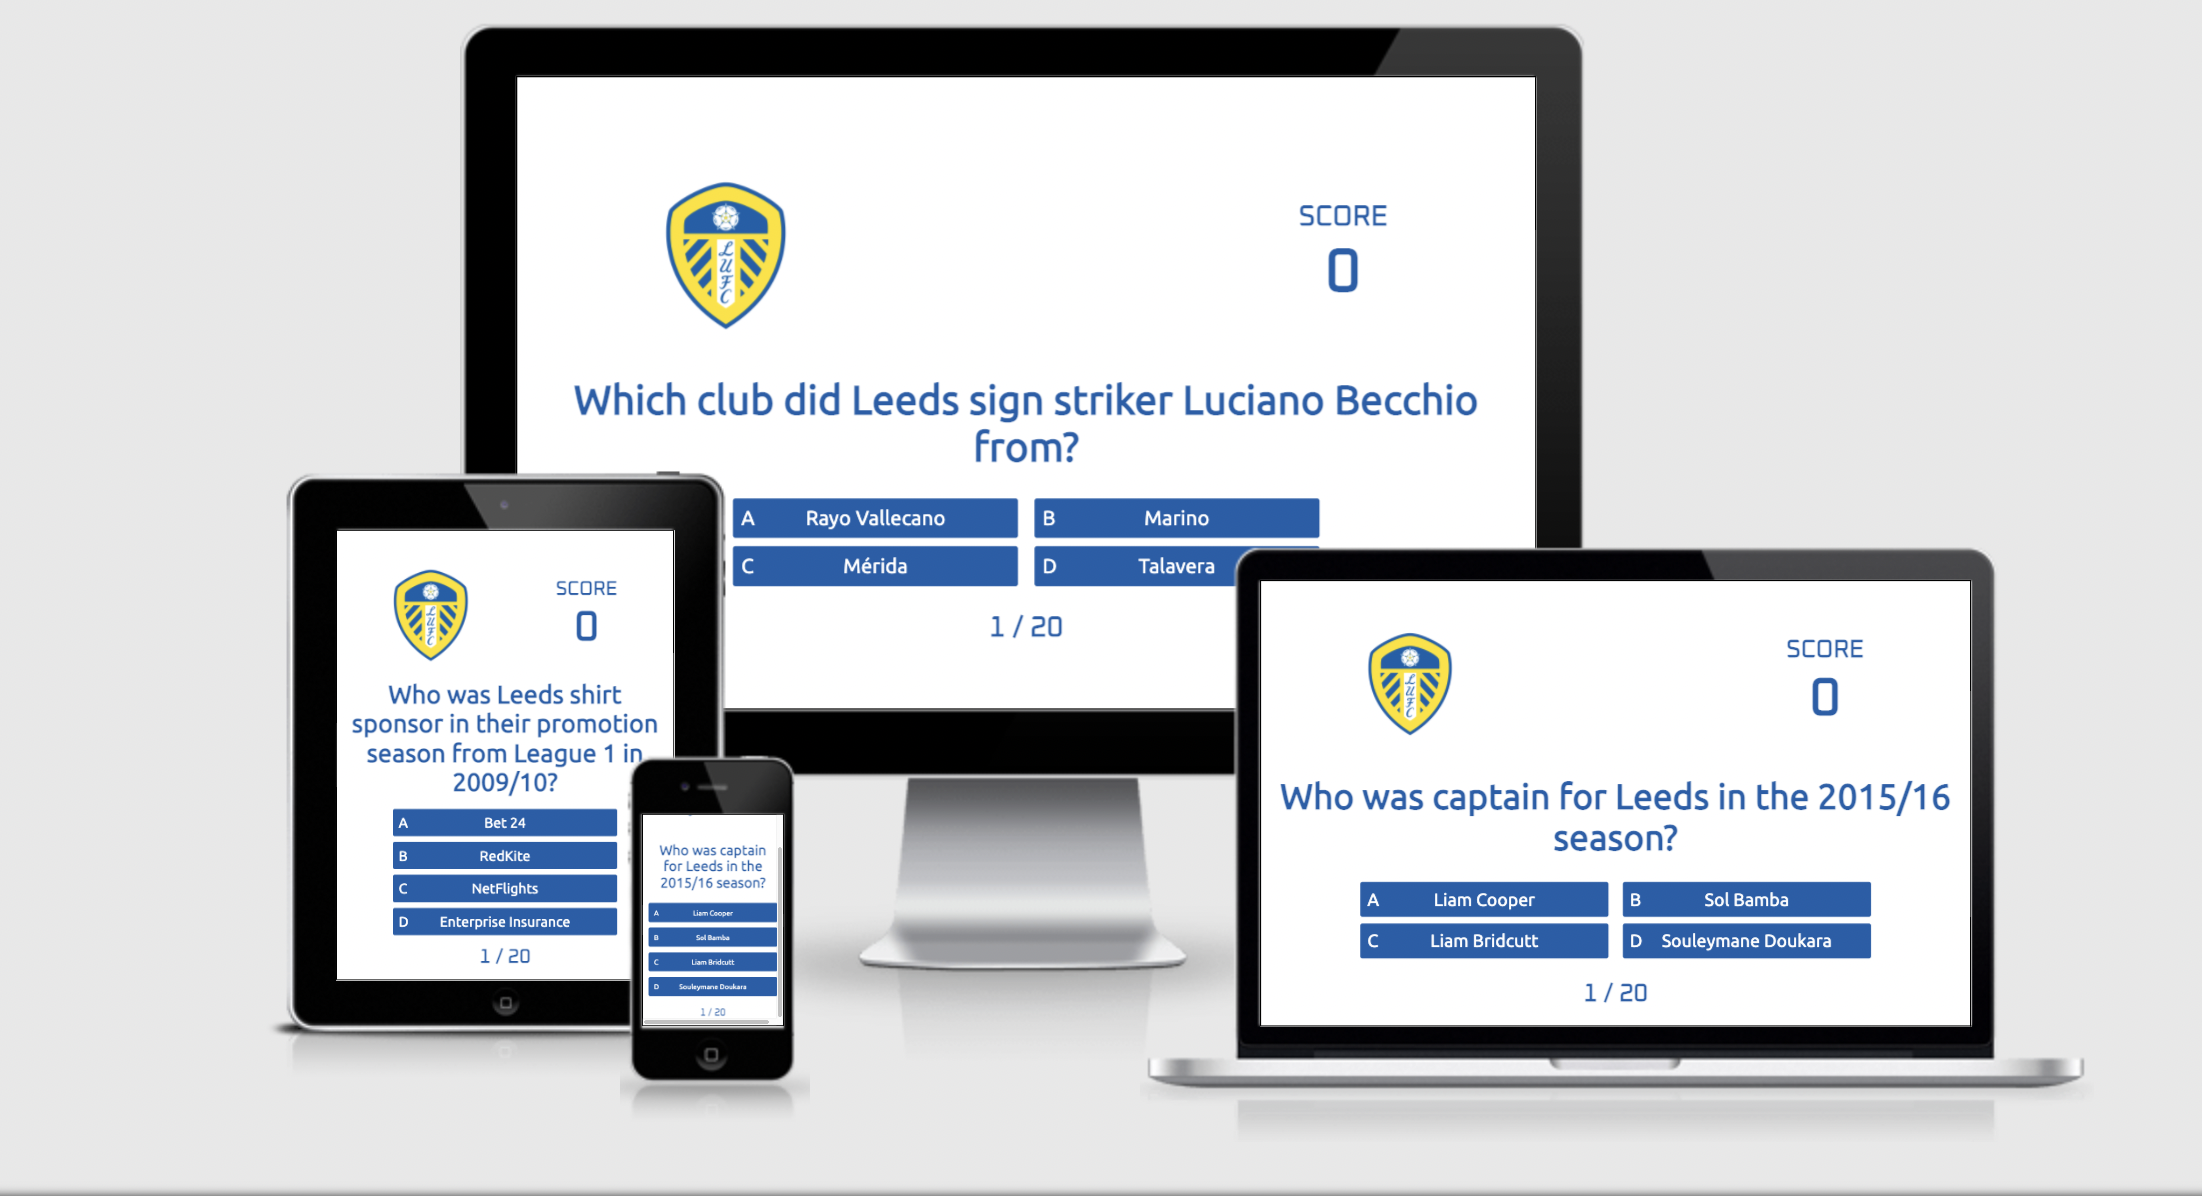 L
U
F
C
SCORE
0
Which club did Leeds sign striker Luciano Becchio
from?
A Rayo Vallecano
B Marino
C Mérida
D Talavera
1 / 20
L
U
F
C
SCORE
0
Who was Leeds shirt
sponsor in their promotion
season from League 1 in
2009/10?
A Bet 24
B RedKite
C NetFlights
D Enterprise Insurance
1 / 20
Who was captain
for Leeds in the
2015/16 season?
A Liam Cooper
B Sol Bamba
C Liam Bridcutt
D Souleymane Doukara
1 / 20
L
U
F
C
SCORE
0
Who was captain for Leeds in the 2015/16
season?
A Liam Cooper
B Sol Bamba
C Liam Bridcutt
D Souleymane Doukara
1 / 20